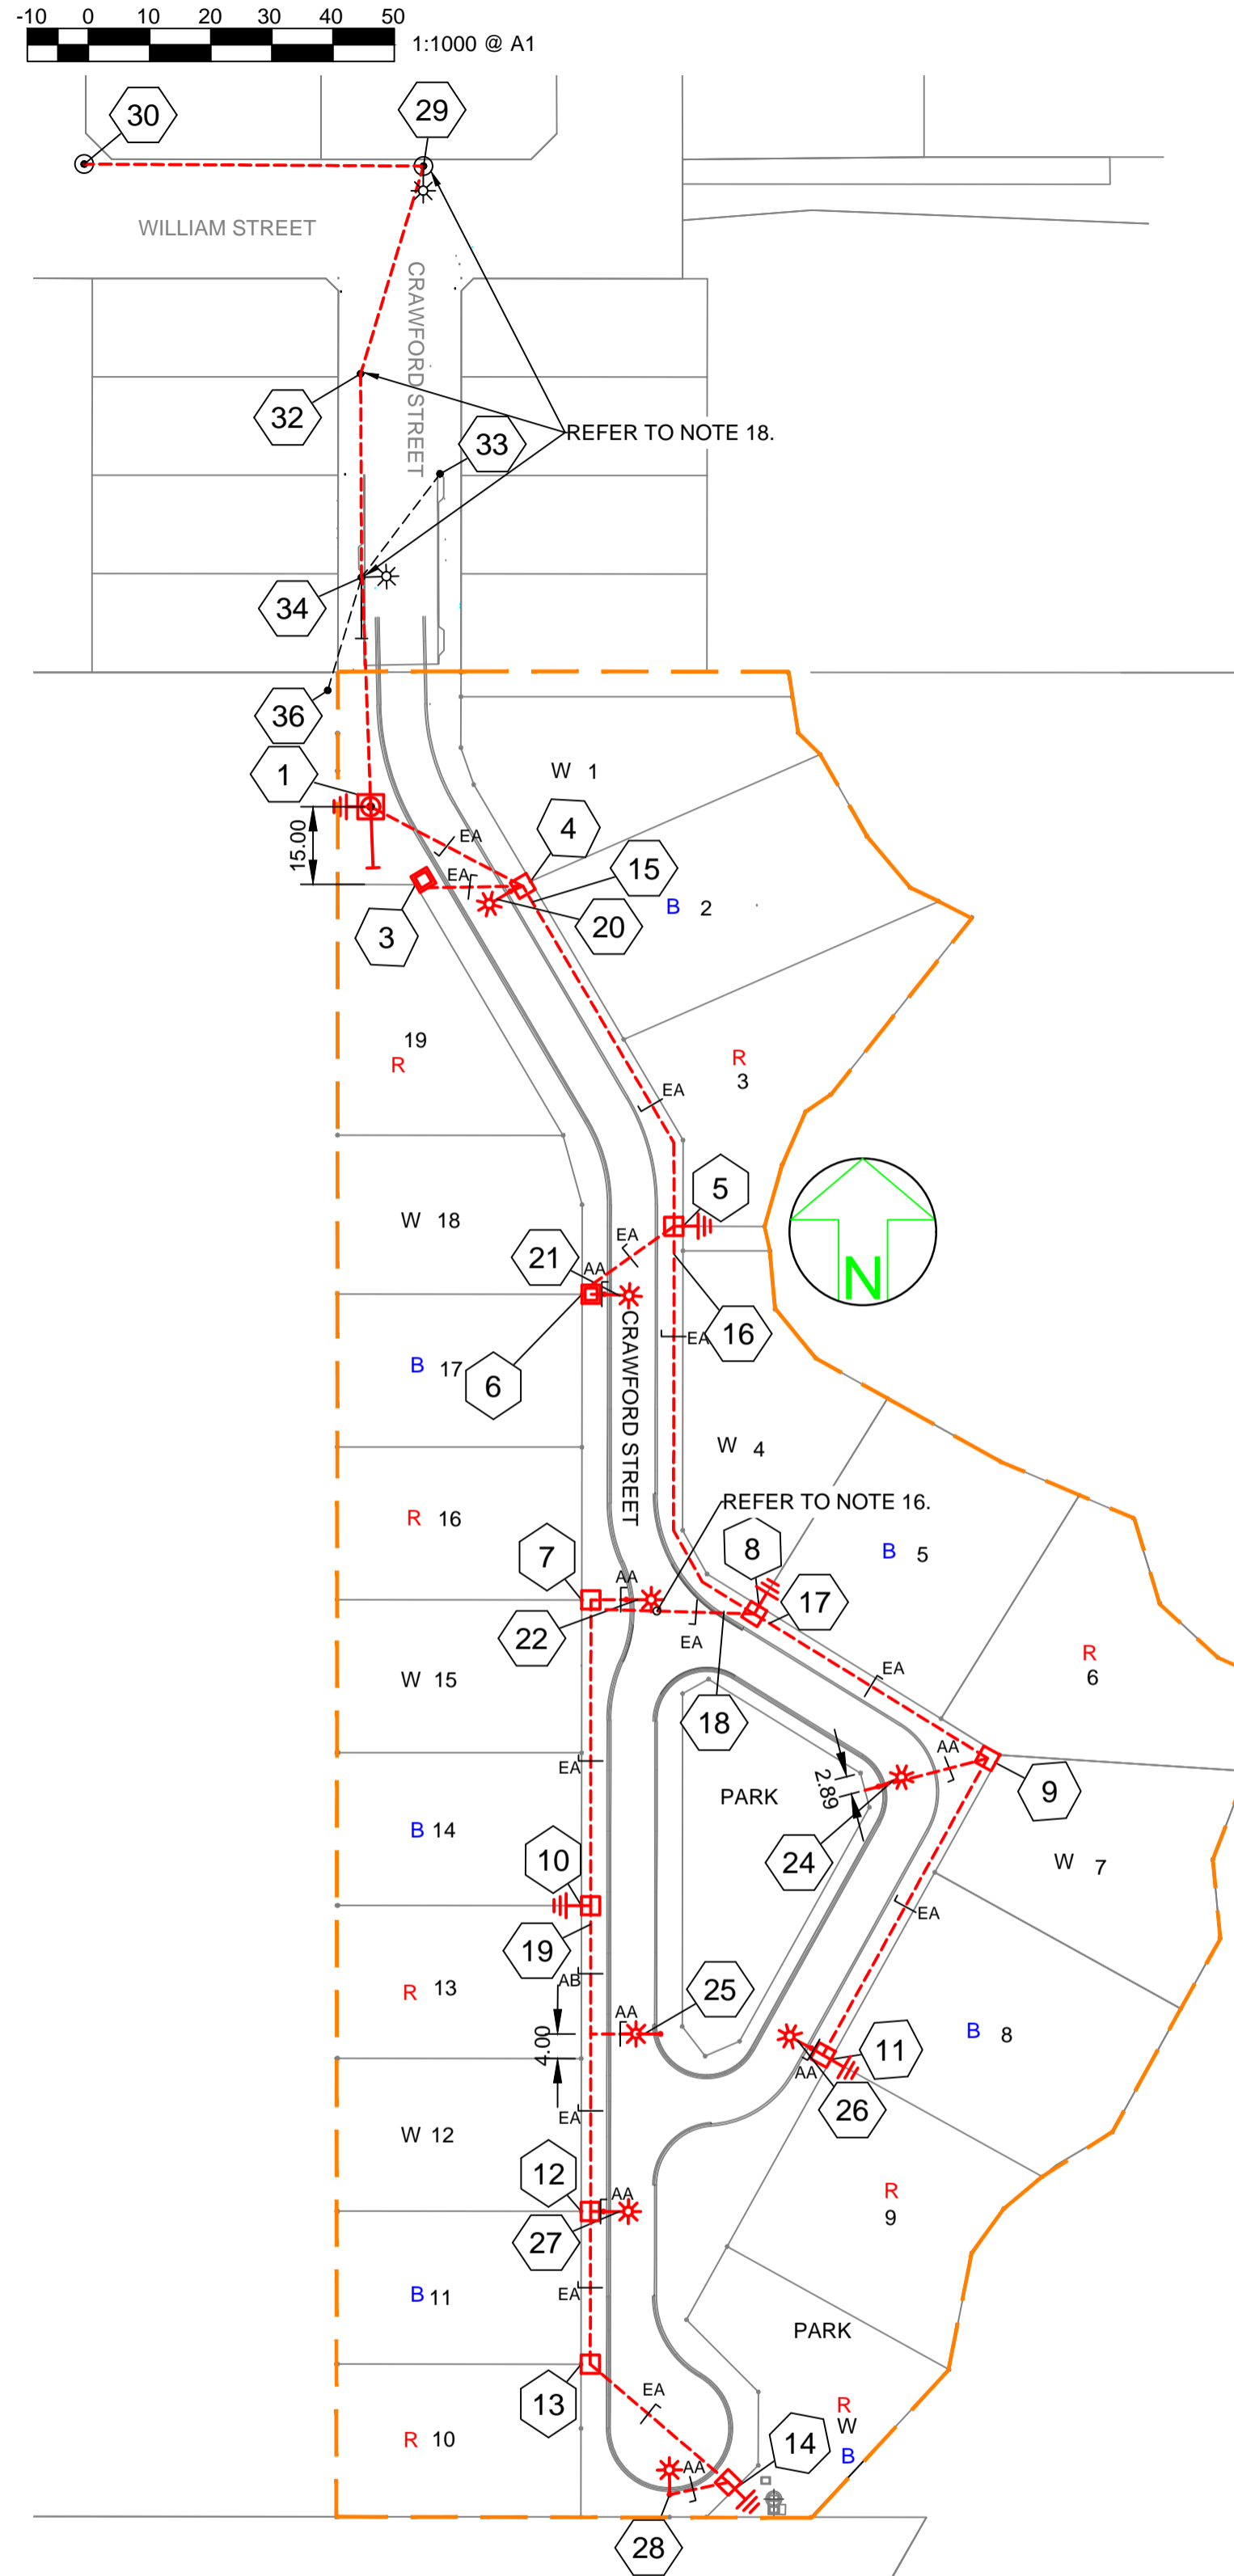 -10 0 10 20 30 40 50
1:1000 @ A1
30
29
WILLIAM STREET
CRAWFORD STREET
32
33
REFER TO NOTE 18.
34
36
1
W 1
15.00
EA
4
EA
15
B 2
3
20
19
R
R
3
EA
5
W 18
EA
21
AA
N
16
EA
B 17
6
CRAWFORD STREET
W 4
R 16
REFER TO NOTE 16.
7
8
B 5
AA
17
22
EA
R
6
W 15
EA
18
AA
EA
2.89
PARK
9
B 14
10
24
W 7
EA
19
AB
R 13
25
AA
4.00
B 8
11
AA
26
EA
W 12
12
AA
R
9
27
EA
B 11
PARK
13
EA
R
W
B
R 10
14
AA
28